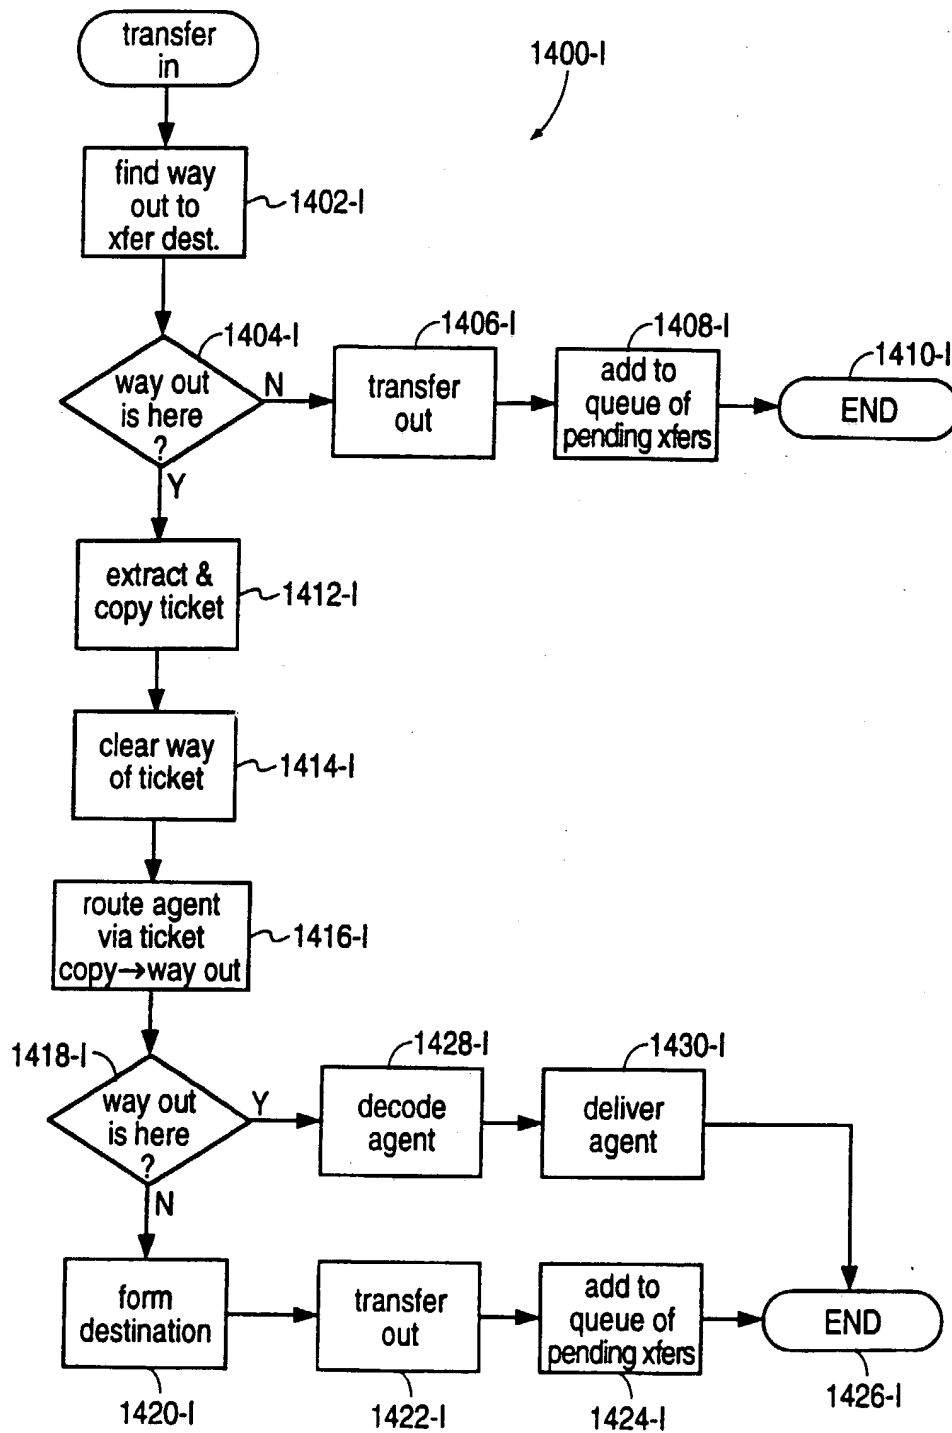 transfer
in
1400-I
find way
out to
xfer dest.
1402-I
1404-I
way out
is here
?
N
Y
1406-I
transfer
out
1408-I
add to
queue of
pending xfers
1410-I
END
extract &
copy ticket
1412-I
clear way
of ticket
1414-I
route agent
via ticket
copy→way out
1416-I
1418-I
way out
is here
?
Y
N
1428-I
decode
agent
1430-I
deliver
agent
form
destination
1420-I
transfer
out
1422-I
add to
queue of
pending xfers
1424-I
END
1426-I